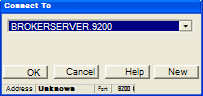 Connect To
BROKERSERVER.9200
OK Cancel Help New
Address Unknown Port 9200